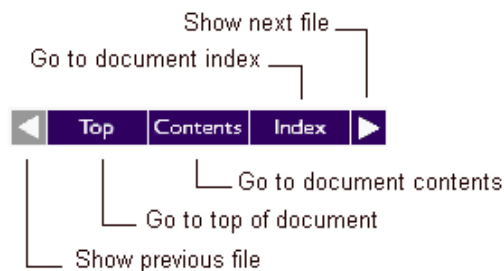 Show next file
Go to document index
Top Contents Index
Go to document contents
Go to top of document
Show previous file